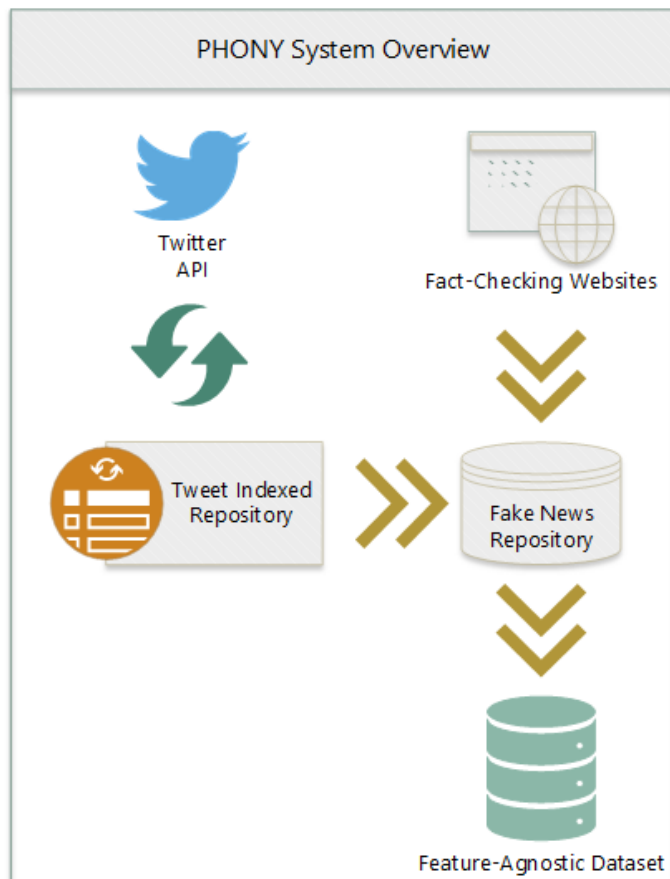 PHONY System Overview
Twitter
API
Fact-Checking Websites
Tweet Indexed
Repository
Fake News
Repository
Feature-Agnostic Dataset